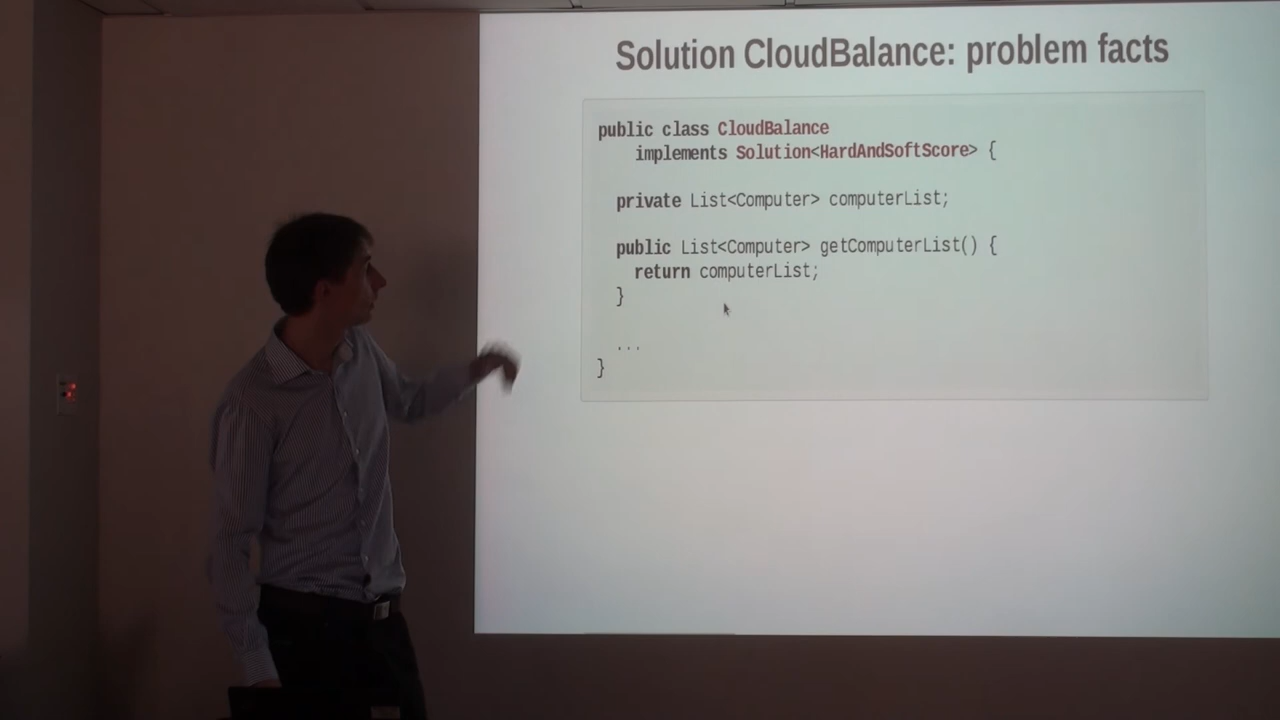 Solution CloudBalance: problem facts
public class CloudBalance
implements Solution<HardAndSoftScore> {
private List<Computer> computerList;
public List<Computer> getComputerList() {
return computerList;
}
...
}